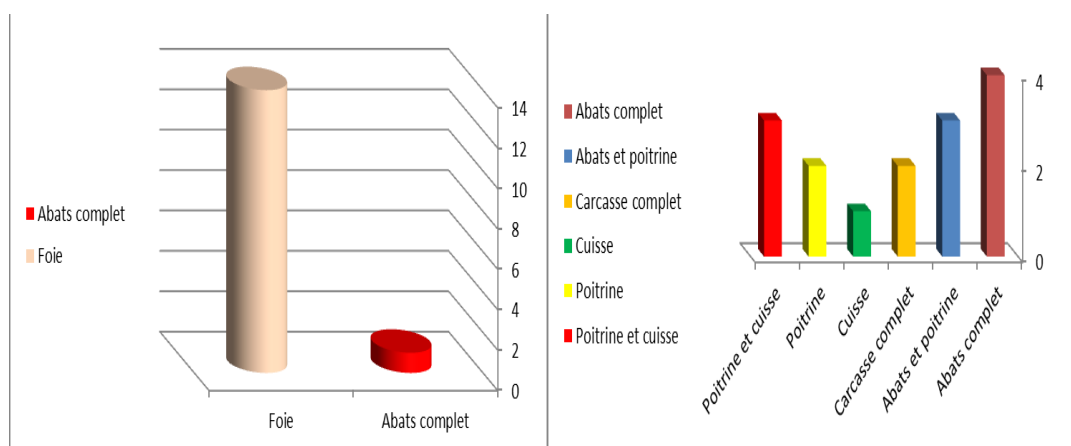 Abats complet
Foie
14
12
10
8
6
4
2
0
Foie
Abats complet
Abats complet
Abats et poitrine
Carcasse complet
Cuisse
Poitrine
Poitrine et cuisse
4
2
0
Poitrine et cuisse
Poitrine
Cuisse
Carcasse complet
Abats et poitrine
Abats complet